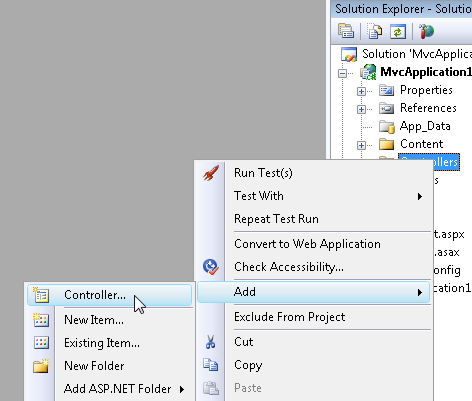 Solution Explorer - Solutio
Solution 'MvcApplica
MvcApplication1
Properties
References
App_Data
Content
Controllers
s
t.aspx
.asax
onfig
cation1
Run Test(s)
Test With
Repeat Test Run
Convert to Web Application
Check Accessibility...
Add
Exclude From Project
Cut
Copy
Paste
Controller...
New Item...
Existing Item...
New Folder
Add ASP.NET Folder